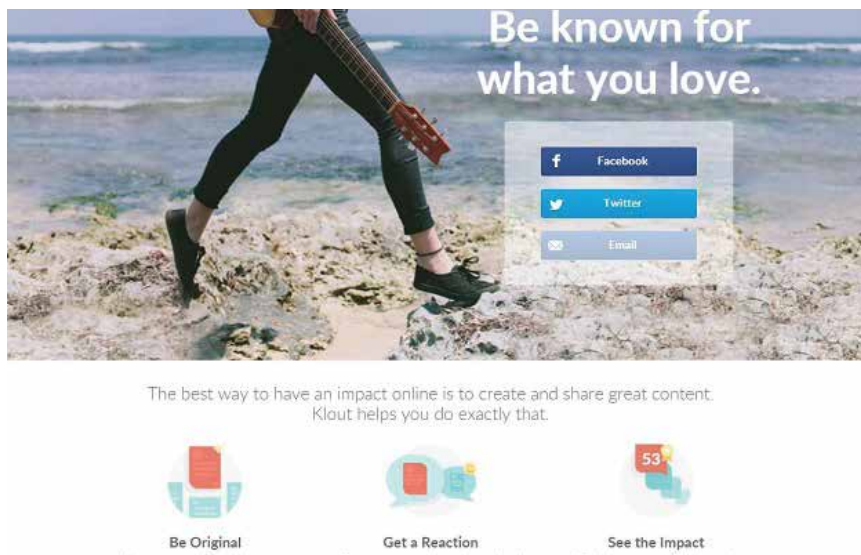 Be known for
what you love.
Facebook
Twitter
Email
The best way to have an impact online is to create and share great content.
Klout helps you do exactly that.
53
Be Original
Get a Reaction
See the Impact